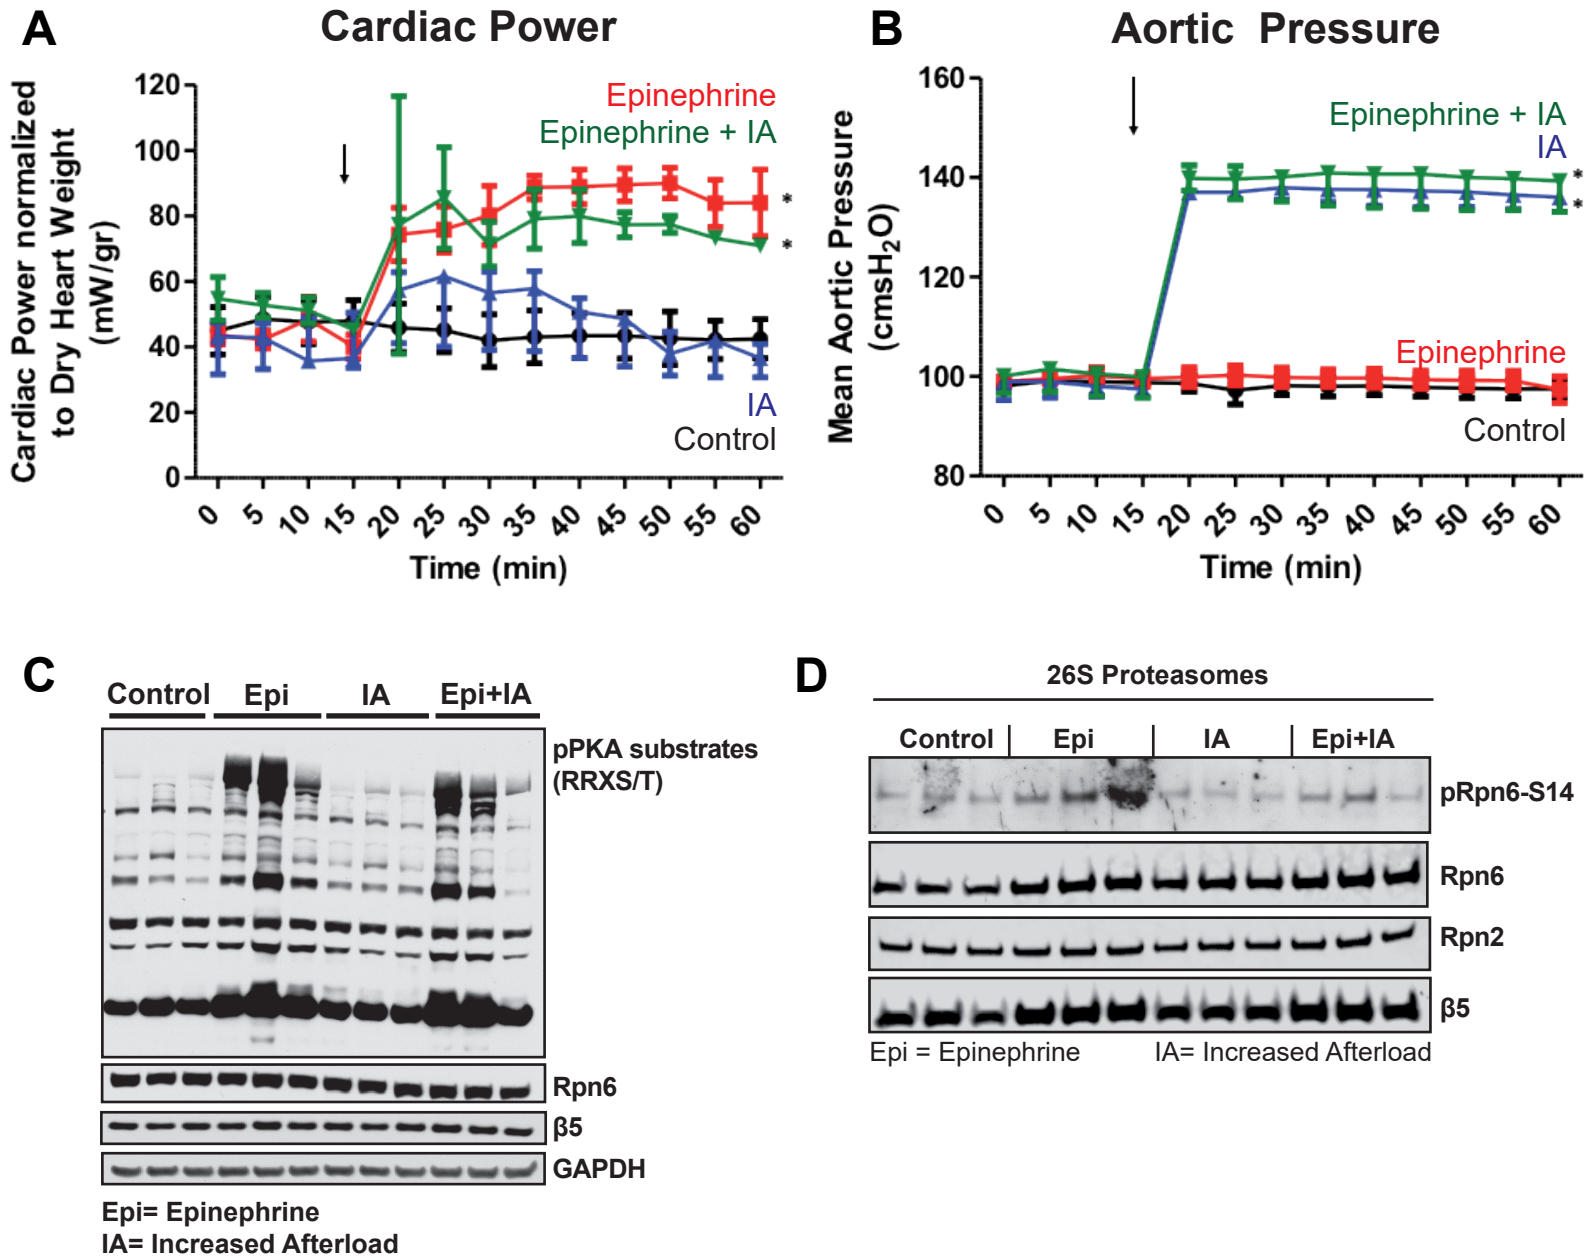 A
Cardiac Power
Cardiac Power normalized
to Dry Heart Weight
(mW/gr)
120
100
80
60
40
20
0
Epinephrine
Epinephrine + IA
*
*
IA
Control
0 5 10 15 20 25 30 35 40 45 50 55 60
Time (min)
B
Aortic Pressure
Mean Aortic Pressure
(cmsH₂O)
160
140
120
100
80
Epinephrine + IA
IA
*
*
Epinephrine
Control
0 5 10 15 20 25 30 35 40 45 50 55 60
Time (min)
C
Control Epi IA Epi+IA
pPKA substrates
(RRXS/T)
Rpn6
β5
GAPDH
Epi= Epinephrine
IA= Increased Afterload
D
26S Proteasomes
Control Epi IA Epi+IA
pRpn6-S14
Rpn6
Rpn2
β5
Epi = Epinephrine IA= Increased Afterload